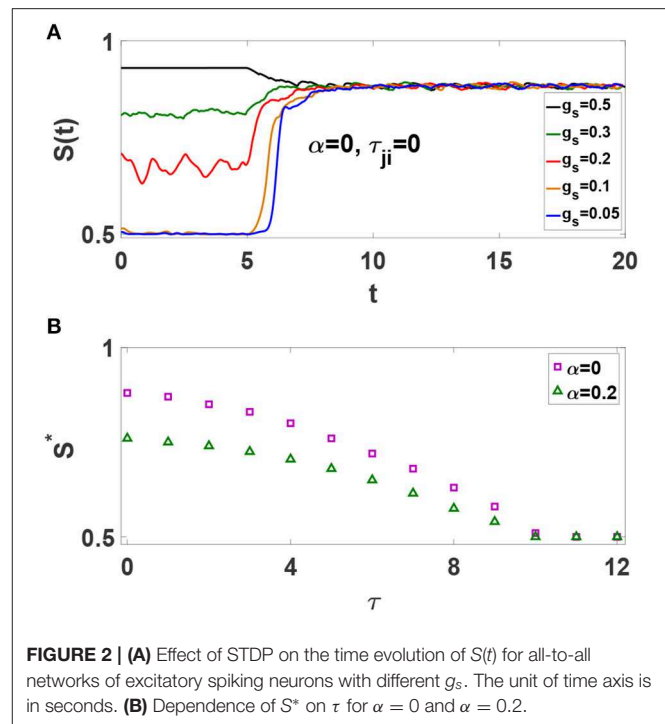 A
1
S(t)
0.5
α=0, τji=0
g_s=0.5
g_s=0.3
g_s=0.2
g_s=0.1
g_s=0.05
0 5 10 15 20
t
B
1
S*
0.5
α=0
α=0.2
0 4 8 12
τ
FIGURE 2 | (A) Effect of STDP on the time evolution of S(t) for all-to-all
networks of excitatory spiking neurons with different gs. The unit of time axis is
in seconds. (B) Dependence of S* on τ for α = 0 and α = 0.2.